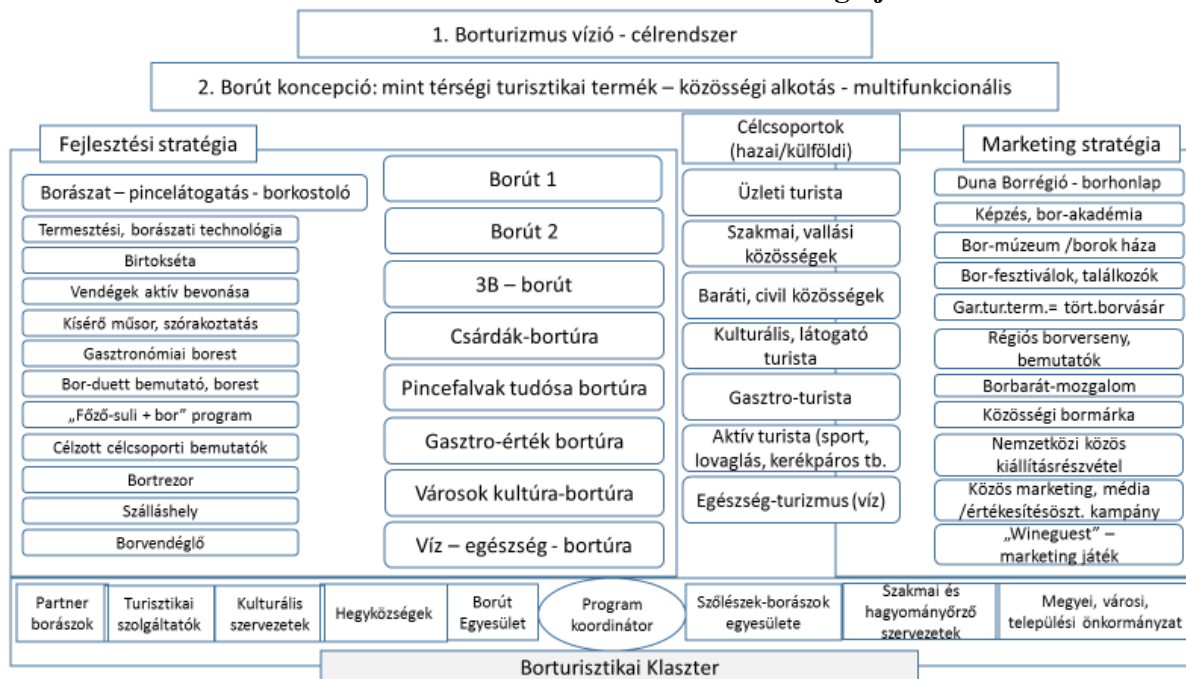 1. Borturizmus vízió - célrendszer
2. Borút koncepció: mint térségi turisztikai termék – közösségi alkotás - multifunkcionális
Fejlesztési stratégia
Borászat – pincelátogatás - borkostoló
Termesztési, borászati technológia
Birtokséta
Vendégek aktív bevonása
Kísérő műsor, szórakoztatás
Gasztronómiai borest
Bor-duett bemutató, borest
„Főző-suli + bor” program
Célzott célcsoporti bemutatók
Bortrezor
Szálláshely
Borvendéglő
Borút 1
Borút 2
3B – borút
Csárdák-bortúra
Pincefalvak tudósa bortúra
Gasztro-érték bortúra
Városok kultúra-bortúra
Víz – egészség - bortúra
Célcsoportok
(hazai/külföldi)
Üzleti turista
Szakmai, vallási
közösségek
Baráti, civil közösségek
Kulturális, látogató
turista
Gasztro-turista
Aktív turista (sport,
lovaglás, kerékpáros tb.
Egészség-turizmus (víz)
Marketing stratégia
Duna Borrégió - borhonlap
Képzés, bor-akadémia
Bor-múzeum /borok háza
Bor-fesztiválok, találkozók
Gar.tur.term.= tört.borvásár
Régiós borverseny,
bemutatók
Borbarát-mozgalom
Közösségi bormárka
Nemzetközi közös
kiállításrészvétel
Közös marketing, média
/értékesítésöszt. kampány
„Wineguest” –
marketing játék
Partner
borászok
Turisztikai
szolgáltatók
Kulturális
szervezetek
Hegyközségek
Borút
Egyesület
Program
koordinátor
Szőlészek-borászok
egyesülete
Szakmai és
hagyományőrző
szervezetek
Megyei, városi,
települési önkormányzat
Borturisztikai Klaszter